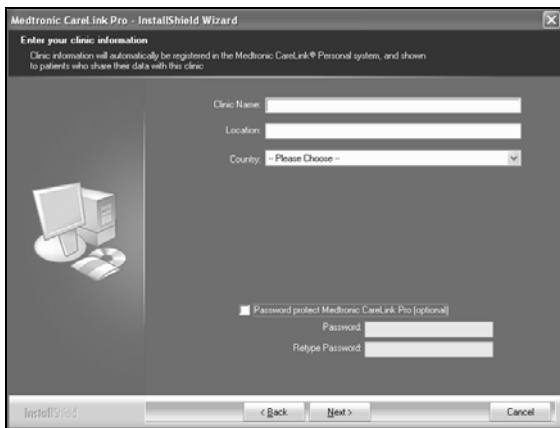 Medtronic CareLink Pro - InstallShield Wizard
Enter your clinic information
Clinic information will automatically be registered in the Medtronic CareLink® Personal system, and shown
to patients who share their data with this clinic
Clinic Name:
Location:
Country: -- Please Choose --
Password protect Medtronic CareLink Pro (optional)
Password:
Retype Password:
InstallShield
< Back
Next >
Cancel